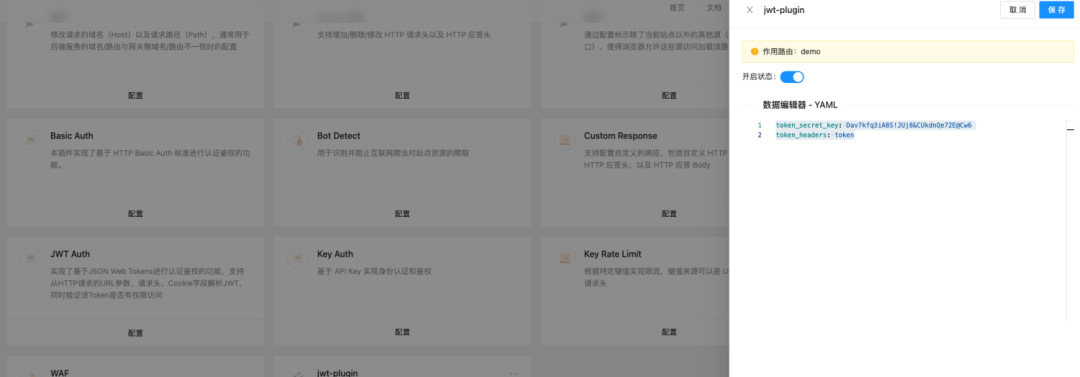 首页 文档
修改请求的域名（Host）以及请求路径（Path），通常用于
后端服务的域名/路由与网关侧域名/路由不一致时的配置
配置
支持增加/删除/修改 HTTP 请求头以及 HTTP 应答头
配置
通过配置标示除了当前站点以外的其他源（
口），使得浏览器允许这些源访问加载该路
配置
Basic Auth
本插件实现了基于 HTTP Basic Auth 标准进行认证鉴权的功
能。
配置
Bot Detect
用于识别并阻止互联网爬虫对站点资源的爬取
配置
Custom Response
支持配置自定义的响应，包括自定义 HTTP
HTTP 应答头，以及 HTTP 应答 Body
配置
JWT Auth
实现了基于JSON Web Tokens进行认证鉴权的功能，支持
从HTTP请求的URL参数、请求头、Cookie字段解析JWT，
同时验证该Token是否有权限访问
配置
Key Auth
基于 API Key 实现身份认证和鉴权
配置
Key Rate Limit
根据特定键值实现限流，键值来源可以是 U
请求头
配置
WAF
jwt-plugin
jwt-plugin
取 消
保 存
作用路由：demo
开启状态：
数据编辑器 - YAML
1 token_secret_key: Dav7kfq3iA8S!JUj8&CUkdnQe72E@Cw6
2 token_headers: token